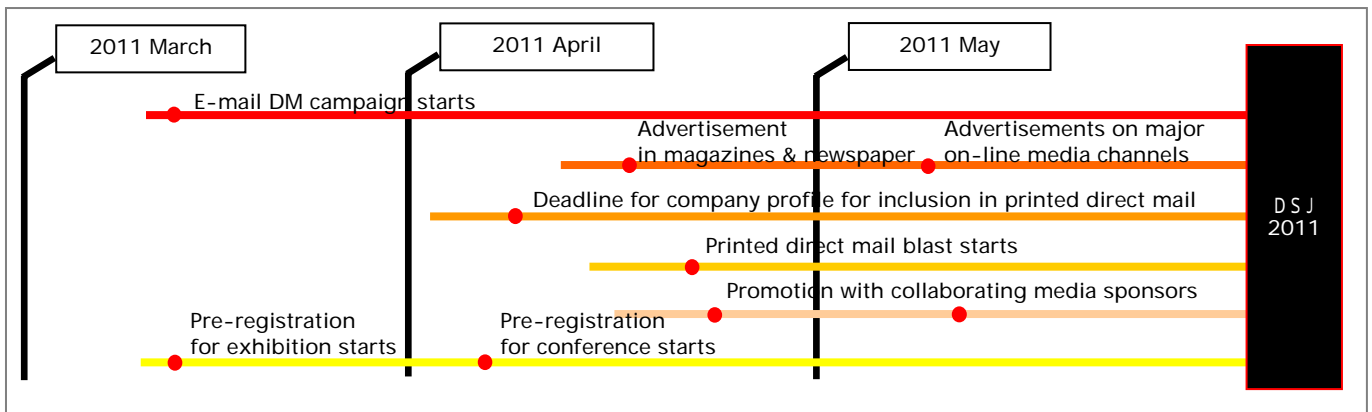 2011 March
2011 April
2011 May
E-mail DM campaign starts
Advertisement
in magazines & newspaper
Advertisements on major
on-line media channels
Deadline for company profile for inclusion in printed direct mail
DSJ
2011
Printed direct mail blast starts
Promotion with collaborating media sponsors
Pre-registration
for exhibition starts
Pre-registration
for conference starts